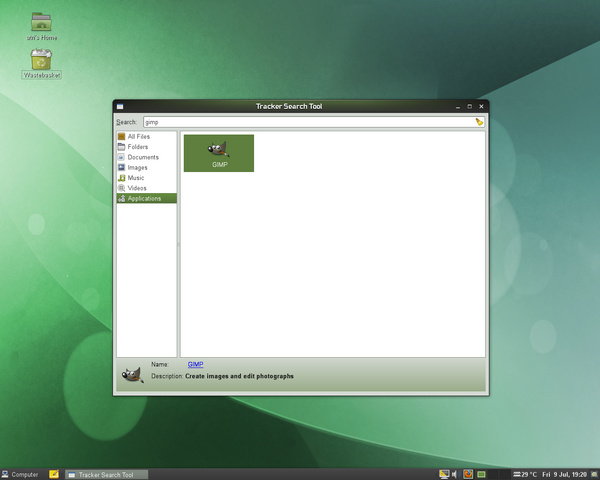 aw's Home
Wastebasket
Tracker Search Tool
Search: gimp
All Files
Folders
Documents
Images
Music
Videos
Applications
GIMP
Name: GIMP
Description: Create images and edit photographs
Computer
Tracker Search Tool
29 °C Fri 9 Jul, 19:20